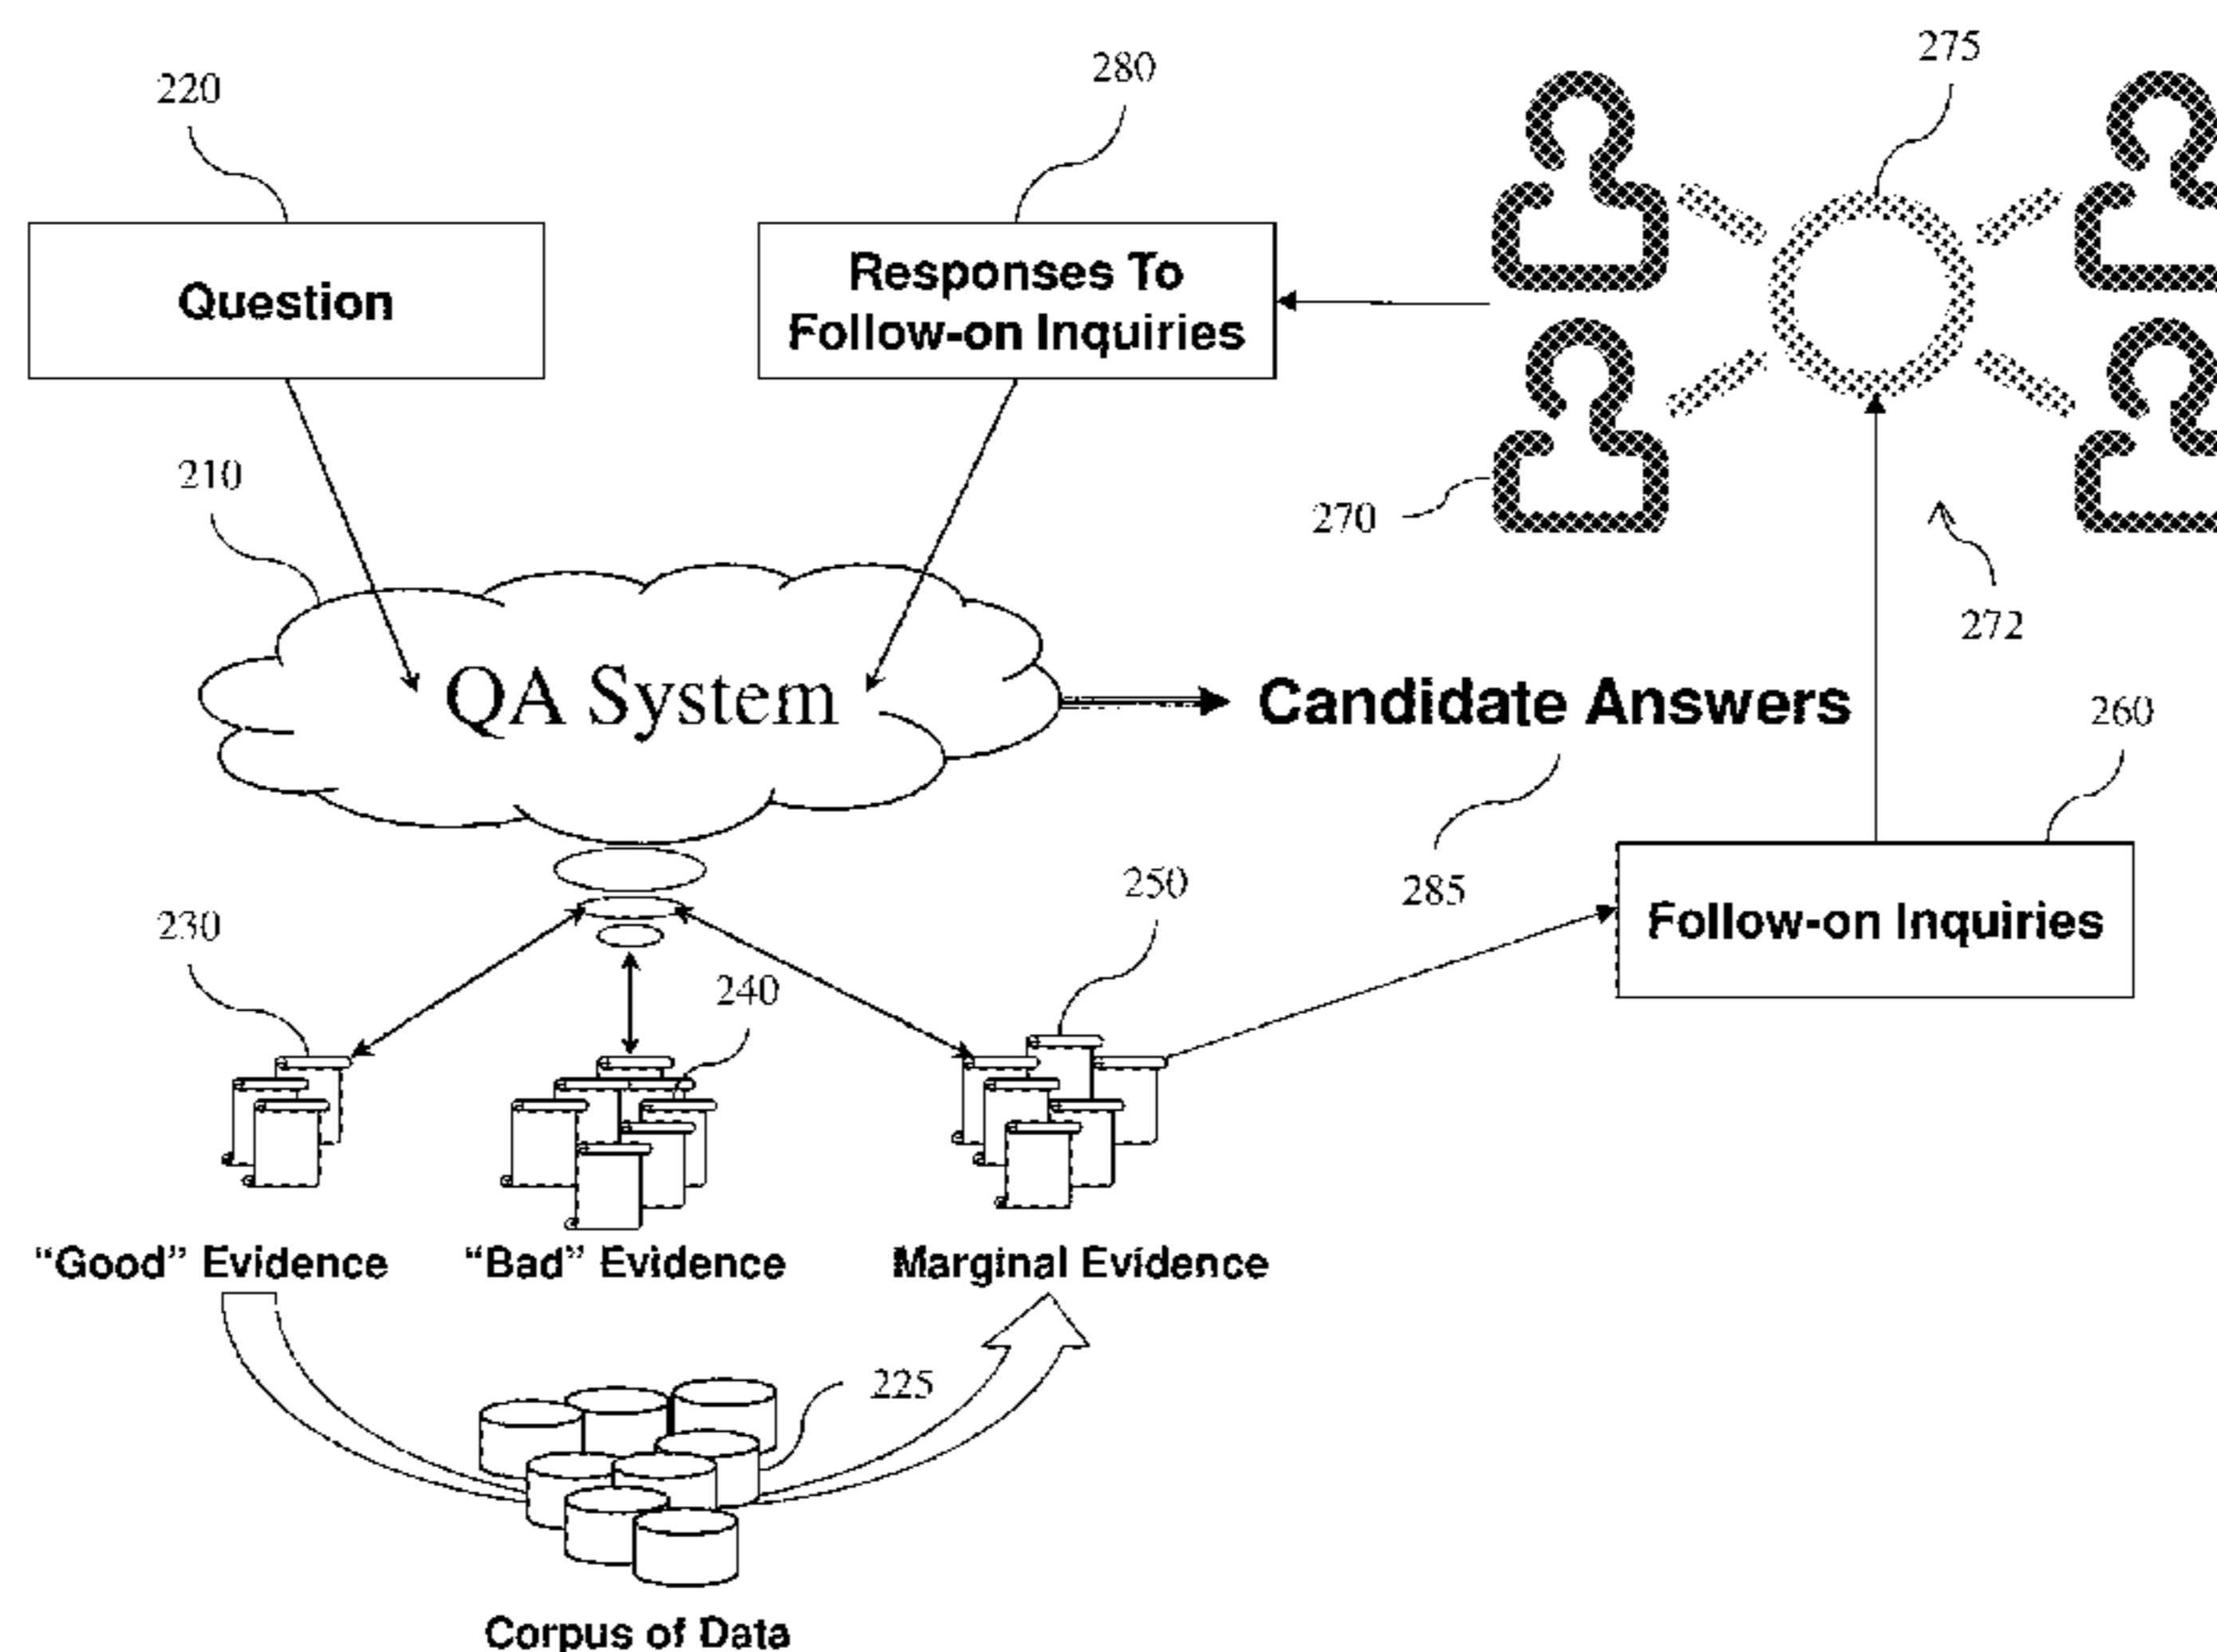 220
280
275
Question
Responses To
Follow-on Inquiries
210
270
272
QA System
Candidate Answers
260
285
250
230
240
Follow-on Inquiries
“Good” Evidence
“Bad” Evidence
Marginal Evidence
225
Corpus of Data